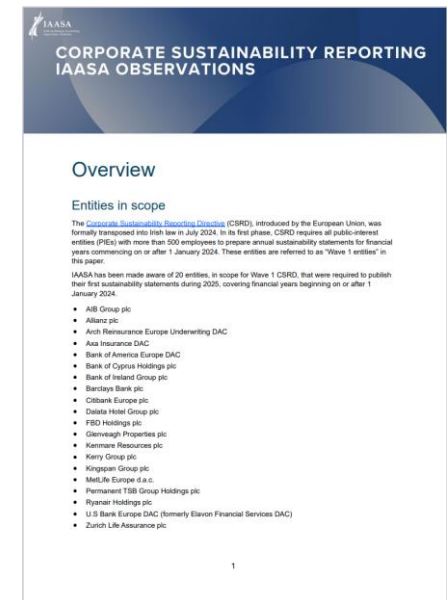 IAASA
CORPORATE SUSTAINABILITY REPORTING
IAASA OBSERVATIONS
Overview
Entities in scope
The Corporate Sustainability Reporting Directive (CSRD), introduced by the European Union, was
formally transposed into Irish law in July 2024. In its first phase, CSRD requires all public-interest
entities (PIEs) with more than 500 employees to prepare annual sustainability statements for financial
years commencing on or after 1 January 2024. These entities are referred to as “Wave 1 entities” in
this paper.
IAASA has been made aware of 20 entities, in scope for Wave 1 CSRD, that were required to publish
their first sustainability statements during 2025, covering financial years beginning on or after 1
January 2024.
• AIB Group plc
• Allianz plc
• Arch Reinsurance Europe Underwriting DAC
• Axa Insurance DAC
• Bank of America Europe DAC
• Bank of Cyprus Holdings plc
• Bank of Ireland Group plc
• Barclays Bank plc
• Citibank Europe plc
• Dalata Hotel Group plc
• FBD Holdings plc
• Glenveagh Properties plc
• Kenmare Resources plc
• Kerry Group plc
• Kingspan Group plc
• MetLife Europe d.a.c.
• Permanent TSB Group Holdings plc
• Ryanair Holdings plc
• U.S Bank Europe DAC (formerly Elavon Financial Services DAC)
• Zurich Life Assurance plc
1